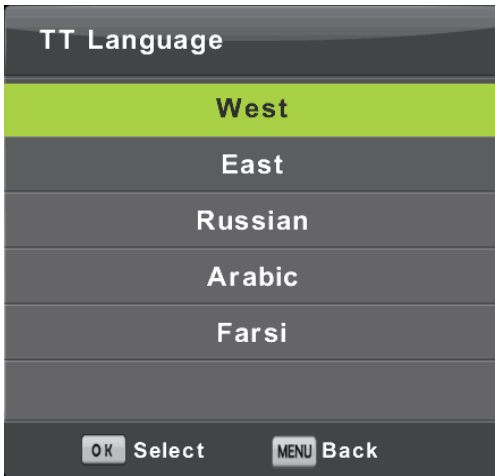 TT Language
West
East
Russian
Arabic
Farsi
OK Select MENU Back